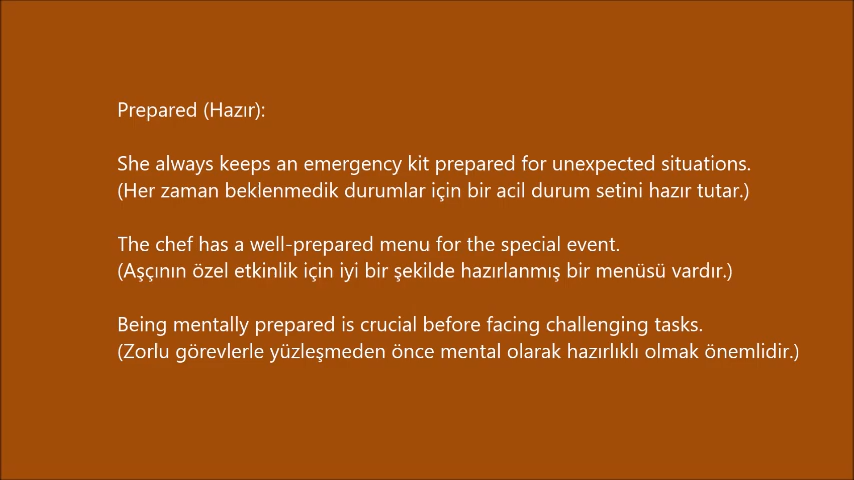 Prepared (Hazır):
She always keeps an emergency kit prepared for unexpected situations.
(Her zaman beklenmedik durumlar için bir acil durum setini hazır tutar.)
The chef has a well-prepared menu for the special event.
(Aşçının özel etkinlik için iyi bir şekilde hazırlanmış bir menüsü vardır.)
Being mentally prepared is crucial before facing challenging tasks.
(Zorlu görevlerle yüzleşmeden önce mental olarak hazırlıklı olmak önemlidir.)